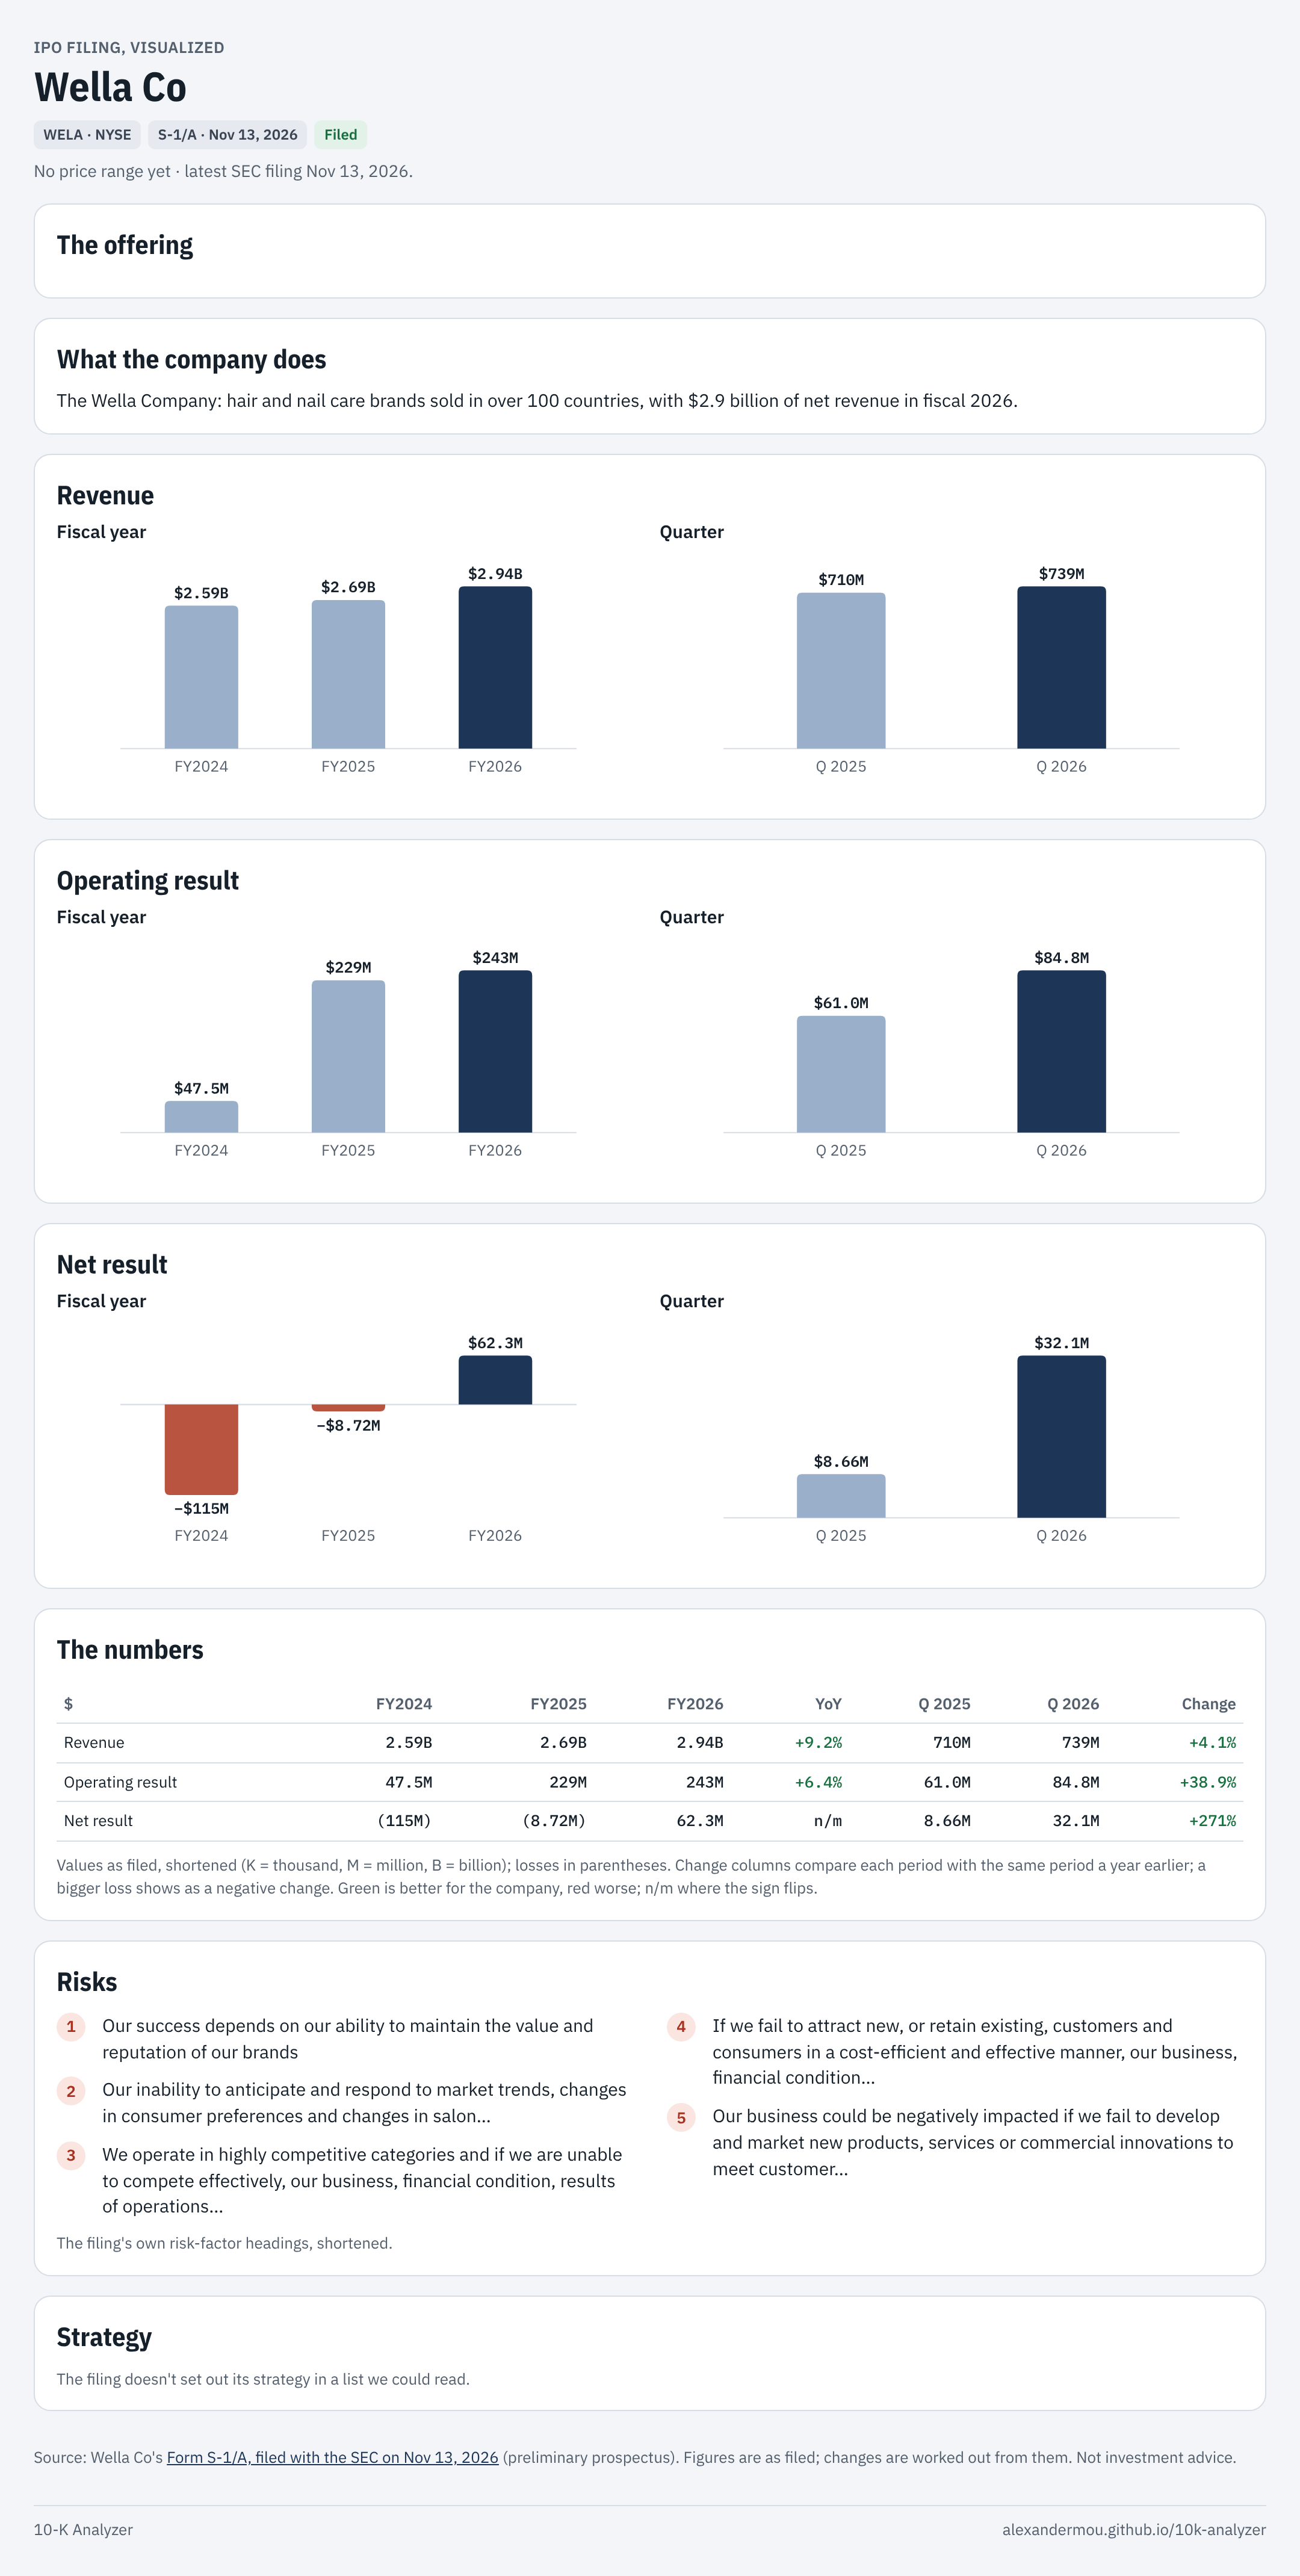 IPO FILING, VISUALIZED
Wella Co
WELA · NYSE
S-1/A · Nov 13, 2026
Filed
No price range yet · latest SEC filing Nov 13, 2026.
The offering
What the company does
The Wella Company: hair and nail care brands sold in over 100 countries, with $2.9 billion of net revenue in fiscal 2026.
Revenue
Fiscal year
$2.59B $2.69B $2.94B
FY2024 FY2025 FY2026
Quarter
$710M $739M
Q 2025 Q 2026
Operating result
Fiscal year
$47.5M $229M $243M
FY2024 FY2025 FY2026
Quarter
$61.0M $84.8M
Q 2025 Q 2026
Net result
Fiscal year
−$115M −$8.72M $62.3M
FY2024 FY2025 FY2026
Quarter
$8.66M $32.1M
Q 2025 Q 2026
The numbers
$ FY2024 FY2025 FY2026 YoY Q 2025 Q 2026 Change
Revenue 2.59B 2.69B 2.94B +9.2% 710M 739M +4.1%
Operating result 47.5M 229M 243M +6.4% 61.0M 84.8M +38.9%
Net result (115M) (8.72M) 62.3M n/m 8.66M 32.1M +271%
Values as filed, shortened (K = thousand, M = million, B = billion); losses in parentheses. Change columns compare each period with the same period a year earlier; a
bigger loss shows as a negative change. Green is better for the company, red worse; n/m where the sign flips.
Risks
1 Our success depends on our ability to maintain the value and
reputation of our brands
2 Our inability to anticipate and respond to market trends, changes
in consumer preferences and changes in salon…
3 We operate in highly competitive categories and if we are unable
to compete effectively, our business, financial condition, results
of operations…
4 If we fail to attract new, or retain existing, customers and
consumers in a cost-efficient and effective manner, our business,
financial condition…
5 Our business could be negatively impacted if we fail to develop
and market new products, services or commercial innovations to
meet customer…
The filing's own risk-factor headings, shortened.
Strategy
The filing doesn't set out its strategy in a list we could read.
Source: Wella Co's Form S-1/A, filed with the SEC on Nov 13, 2026 (preliminary prospectus). Figures are as filed; changes are worked out from them. Not investment advice.
10-K Analyzer
alexandermou.github.io/10k-analyzer